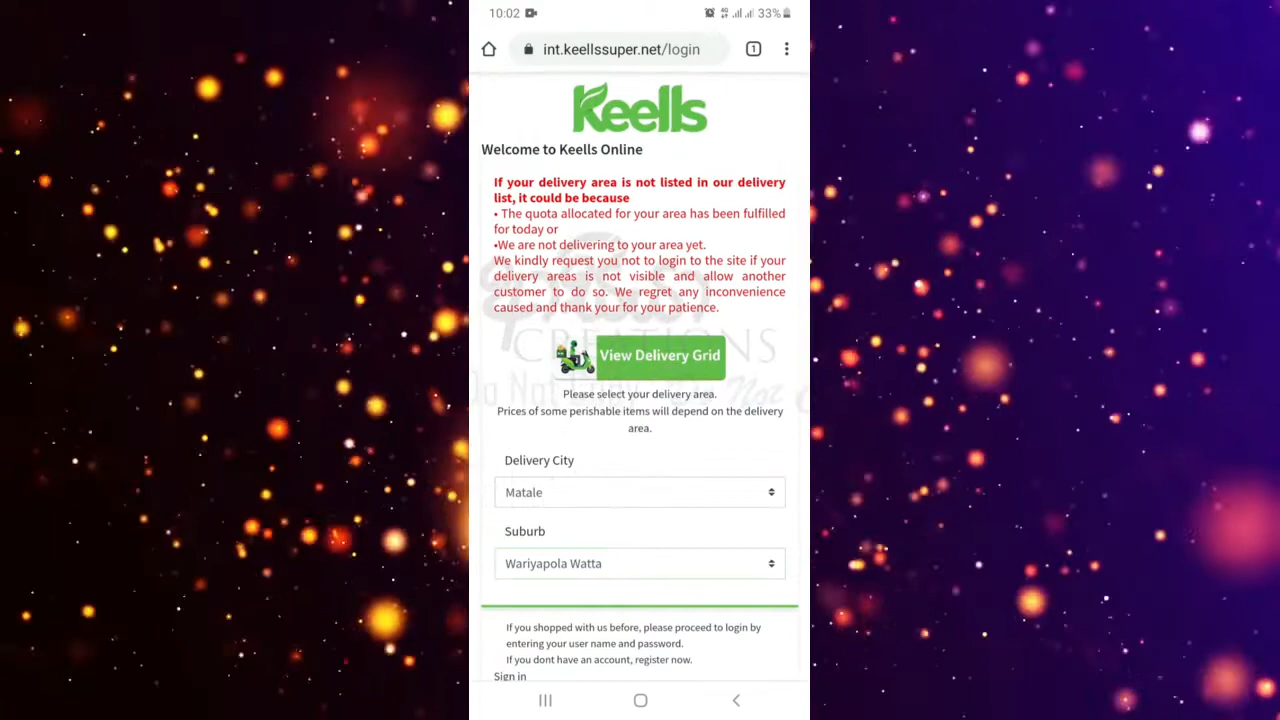 10:02
4G
33%
int.keellssuper.net/login
1
Keells
Welcome to Keells Online
If your delivery area is not listed in our delivery
list, it could be because
• The quota allocated for your area has been fulfilled
for today or
•We are not delivering to your area yet.
We kindly request you not to login to the site if your
delivery areas is not visible and allow another
customer to do so. We regret any inconvenience
caused and thank your for your patience.
CREATIONS
View Delivery Grid
Do Not
Do Not
Please select your delivery area.
Prices of some perishable items will depend on the delivery
area.
Delivery City
Matale
Suburb
Wariyapola Watta
If you shopped with us before, please proceed to login by
entering your user name and password.
If you dont have an account, register now.
Sign in